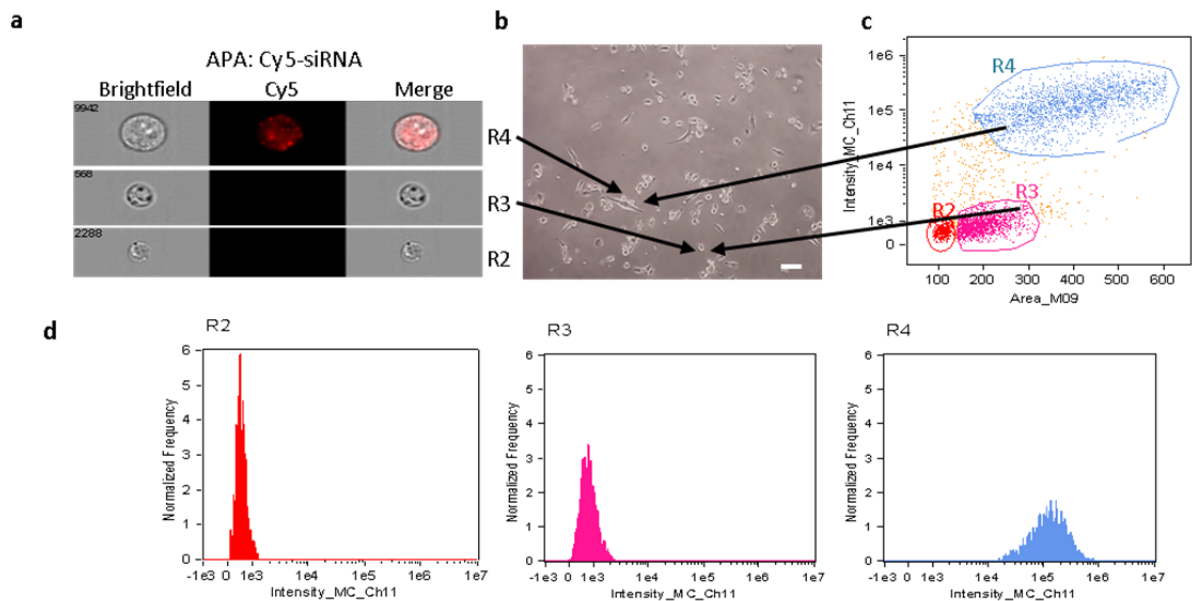 a
APA: Cy5-siRNA
Brightfield Cy5 Merge
9942
568
2288
R4
R3
R2
b
c
Intensity_MC_Ch11
1e6
1e5
1e4
1e3
0
R4
R3
R2
100 200 300 400 500 600
Area_M09
d
R2
Normalized Frequency
6
5
4
3
2
1
0
-1e3 0 1e3 1e4 1e5 1e6 1e7
Intensity_MC_Ch11
R3
Normalized Frequency
6
5
4
3
2
1
0
-1e3 0 1e3 1e4 1e5 1e6 1e7
Intensity_MC_Ch11
R4
Normalized Frequency
6
5
4
3
2
1
0
-1e3 0 1e3 1e4 1e5 1e6 1e7
Intensity_MC_Ch11